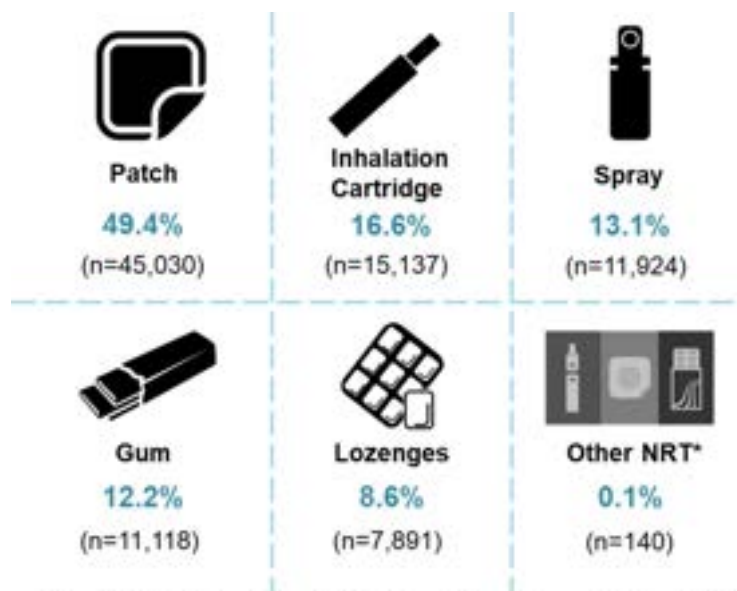 Patch
49.4%
(n=45,030)
Inhalation
Cartridge
16.6%
(n=15,137)
Spray
13.1%
(n=11,924)
Gum
12.2%
(n=11,118)
Lozenges
8.6%
(n=7,891)
Other NRT*
0.1%
(n=140)